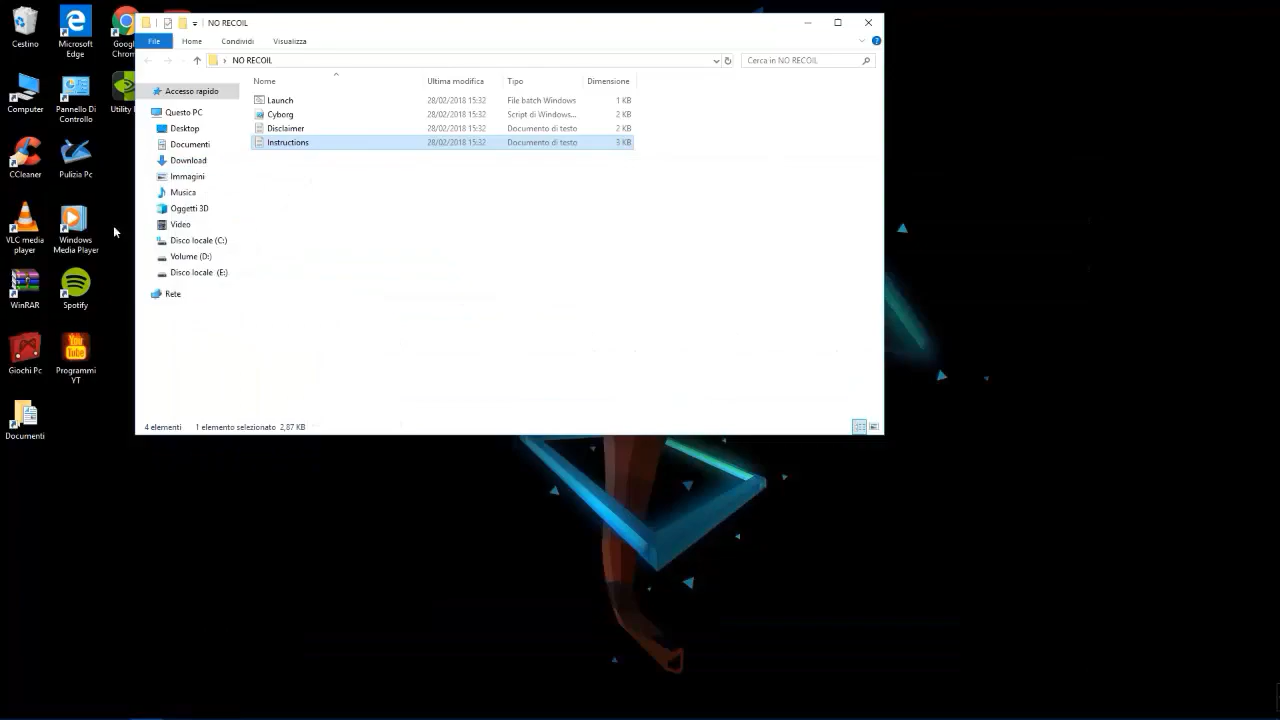 NO RECOIL
File Home Condividi Visualizza
NO RECOIL
Cerca in NO RECOIL
Nome Ultima modifica Tipo Dimensione
Launch 28/02/2018 15:32 File batch Windows 1 KB
Cyborg 28/02/2018 15:32 Script di Windows... 2 KB
Disclaimer 28/02/2018 15:32 Documento di testo 2 KB
Instructions 28/02/2018 15:32 Documento di testo 3 KB
Accesso rapido
Questo PC
Desktop
Documenti
Download
Immagini
Musica
Oggetti 3D
Video
Disco locale (C:)
Volume (D:)
Disco locale (E:)
Rete
4 elementi 1 elemento selezionato 2,87 KB
Cestino
Microsoft
Edge
Goog
Chrom
Computer
Pannello Di
Controllo
Utility
CCleaner
Pulizia Pc
VLC media
player
Windows
Media Player
WinRAR
Spotify
Giochi Pc
You
Tube
Programmi
YT
Documenti